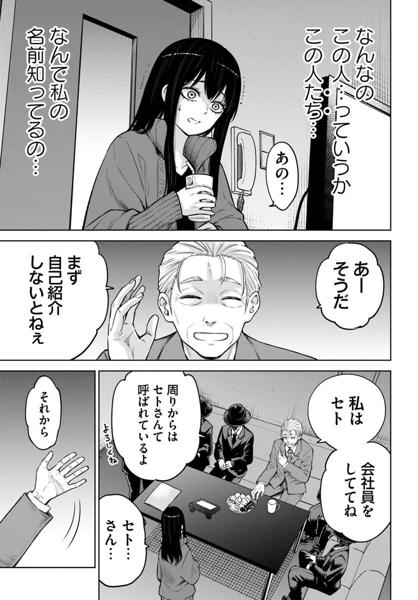 なんなの
この人…っていうか
この人たち…
なんで私の
名前知ってるの…
あの…
あー
そうだ
まず
自己紹介
しないとねぇ
私は
セト
会社員を
しててね
周りからは
セトさんて
呼ばれているよ
よろしくね
セト…
さん…
それから